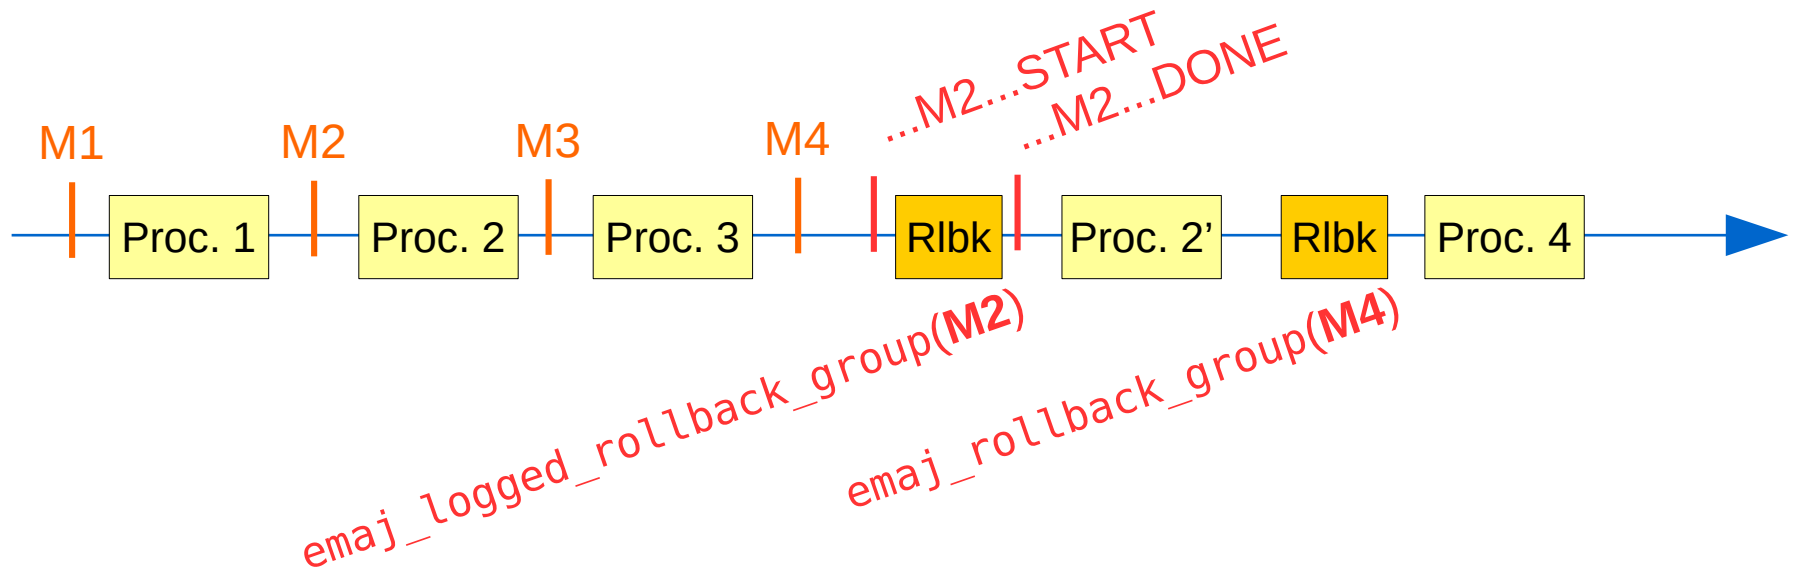 ...M2...START
...M2...DONE
M1
M2
M3
M4
Proc. 1
Proc. 2
Proc. 3
Rlbk
Proc. 2’
Rlbk
Proc. 4
emaj_logged_rollback_group(M2)
emaj_rollback_group(M4)